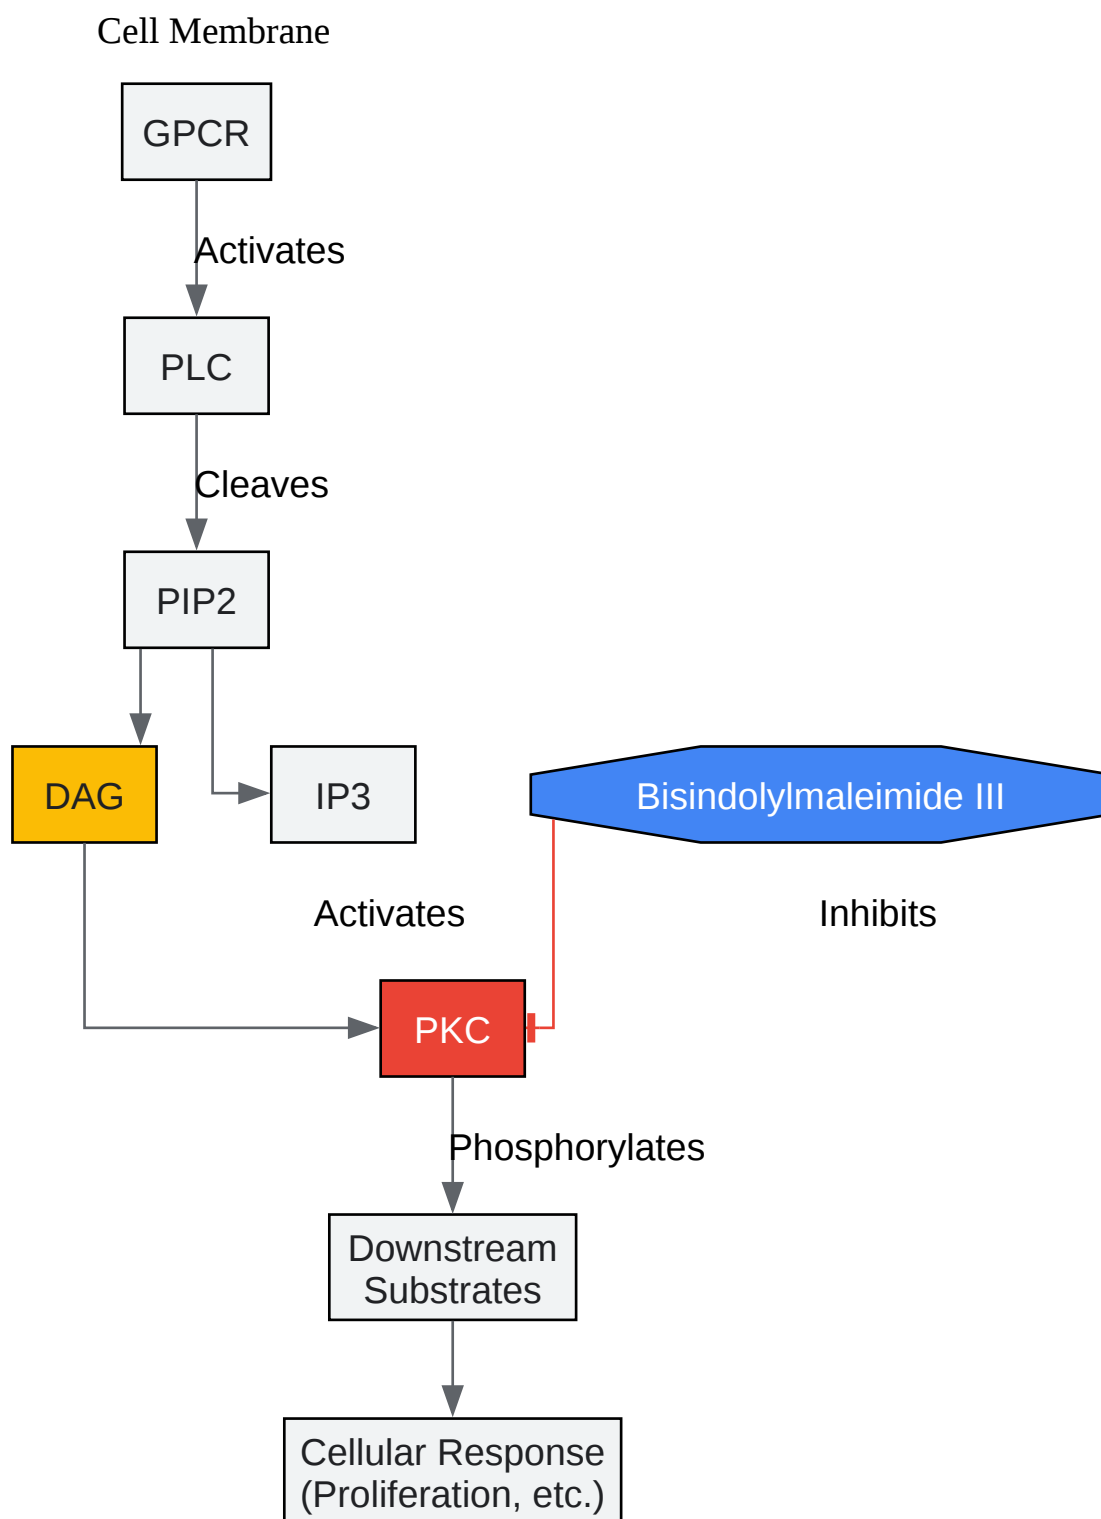 Cell Membrane
GPCR
Activates
PLC
Cleaves
PIP2
DAG
IP3
Bisindolylmaleimide III
Activates
Inhibits
PKC
Phosphorylates
Downstream
Substrates
Cellular Response
(Proliferation, etc.)